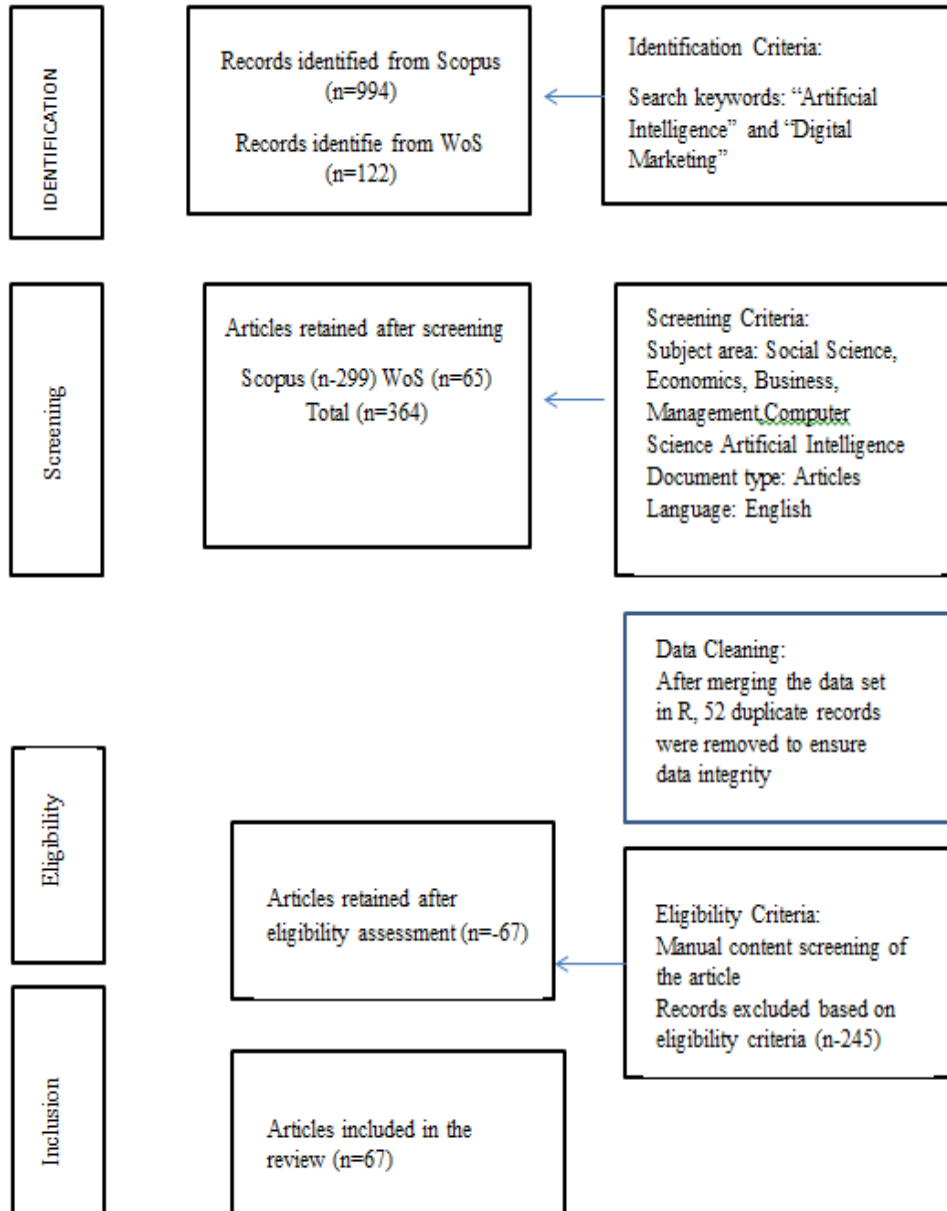 IDENTIFICATION
Records identified from Scopus
(n=994)
Records identifie from WoS
(n=122)
Identification Criteria:
Search keywords: “Artificial
Intelligence” and “Digital
Marketing”
Screening
Articles retained after screening
Scopus (n-299) WoS (n=65)
Total (n=364)
Screening Criteria:
Subject area: Social Science,
Economics, Business,
Management,Computer
Science Artificial Intelligence
Document type: Articles
Language: English
Data Cleaning:
After merging the data set
in R, 52 duplicate records
were removed to ensure
data integrity
Eligibility
Articles retained after
eligibility assessment (n=-67)
Eligibility Criteria:
Manual content screening of
the article
Records excluded based on
eligibility criteria (n-245)
Inclusion
Articles included in the
review (n=67)